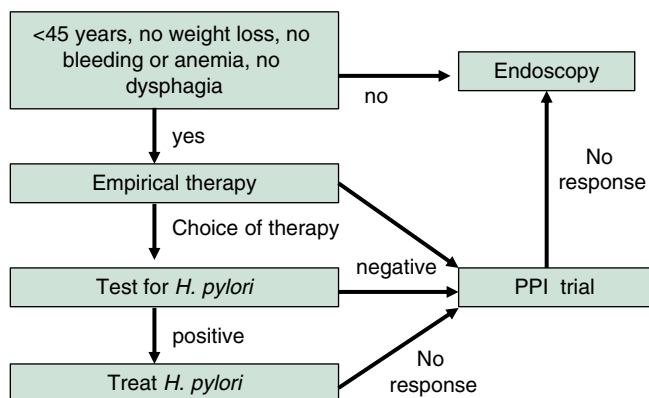 <45 years, no weight loss, no
bleeding or anemia, no
dysphagia
Endoscopy
no
yes
No
response
Empirical therapy
Choice of therapy
negative
Test for H. pylori
PPI trial
positive
No
response
Treat H. pylori